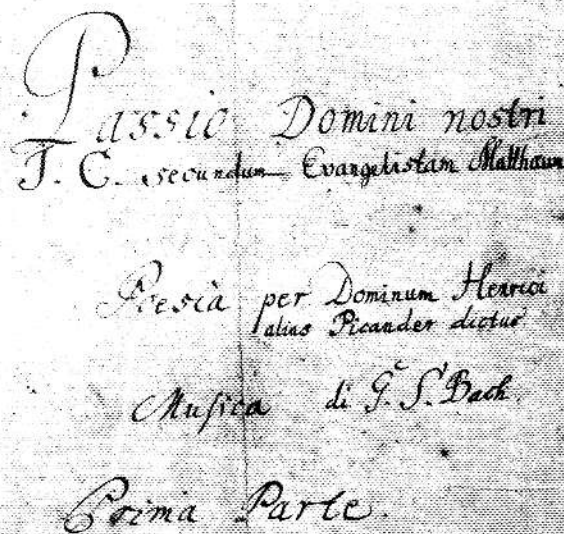 Passio Domini nostri
J. C. secundum Evangelistam Matthæum
Poesia per Dominum Henrici
alias Picander dictus
Musica di G. S. Bach.
Prima Parte.